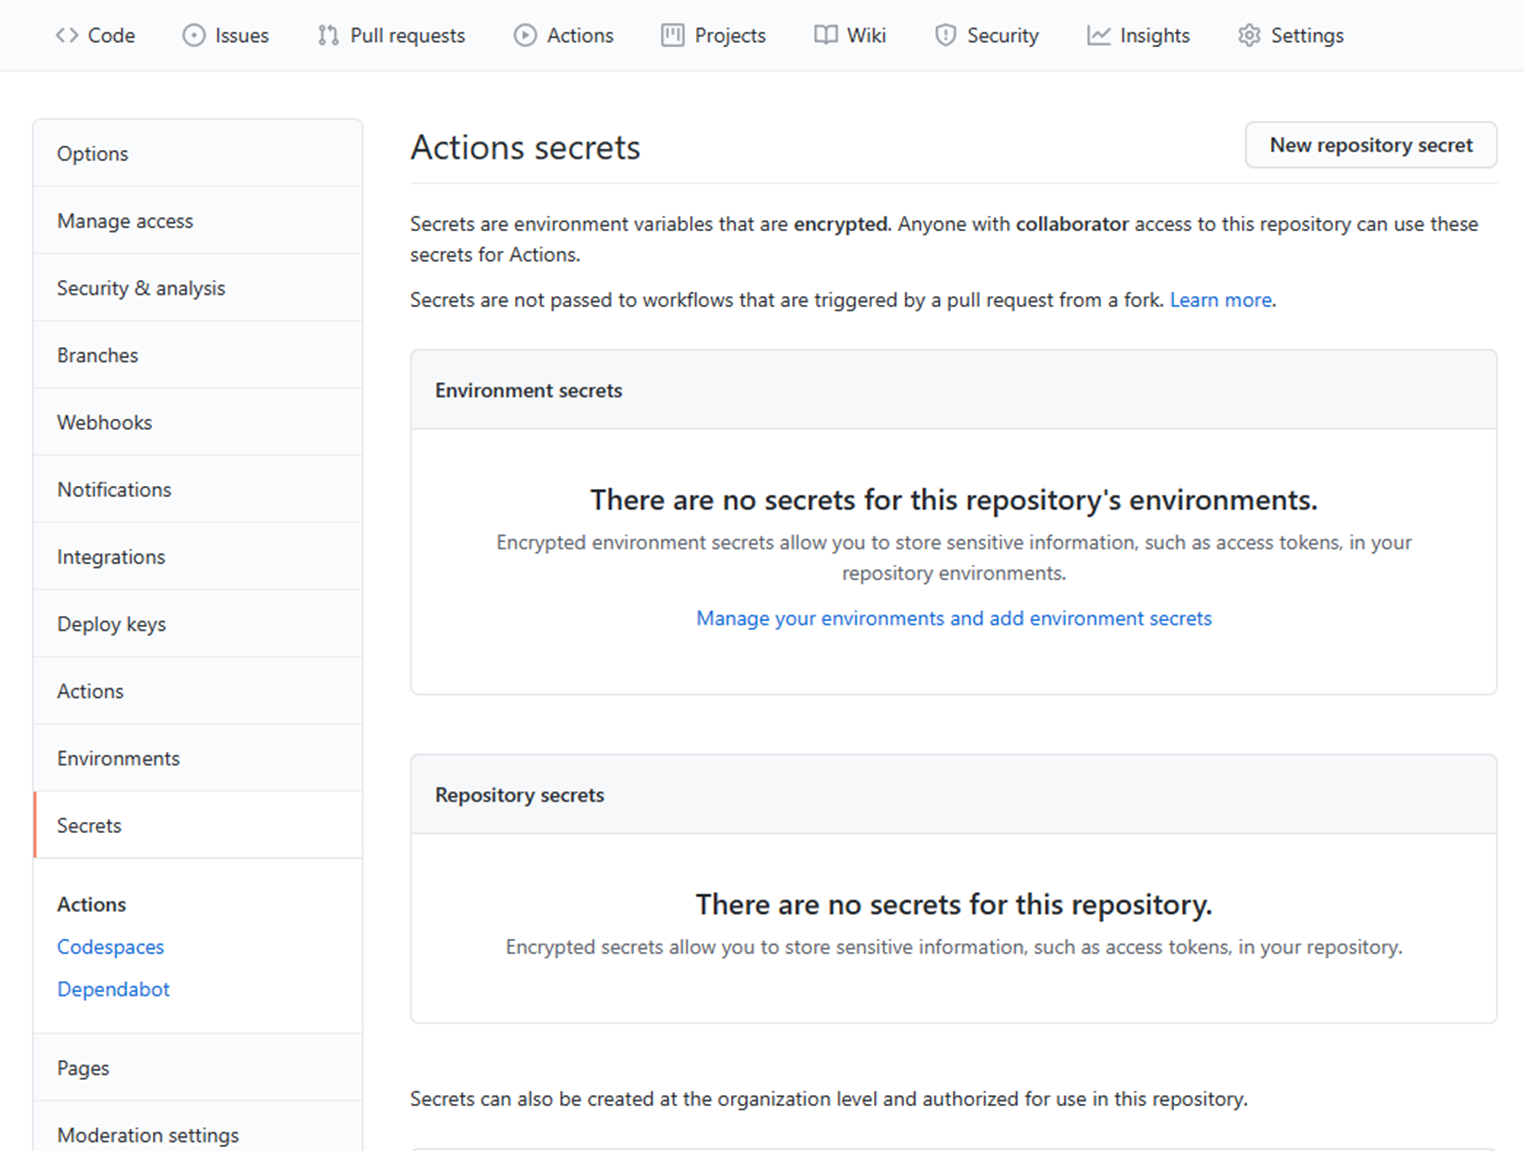 Code Issues Pull requests Actions Projects Wiki Security Insights Settings
Options
Manage access
Security & analysis
Branches
Webhooks
Notifications
Integrations
Deploy keys
Actions
Environments
Secrets
Actions
Codespaces
Dependabot
Pages
Moderation settings
Actions secrets
New repository secret
Secrets are environment variables that are encrypted. Anyone with collaborator access to this repository can use these
secrets for Actions.
Secrets are not passed to workflows that are triggered by a pull request from a fork. Learn more.
Environment secrets
There are no secrets for this repository's environments.
Encrypted environment secrets allow you to store sensitive information, such as access tokens, in your
repository environments.
Manage your environments and add environment secrets
Repository secrets
There are no secrets for this repository.
Encrypted secrets allow you to store sensitive information, such as access tokens, in your repository.
Secrets can also be created at the organization level and authorized for use in this repository.